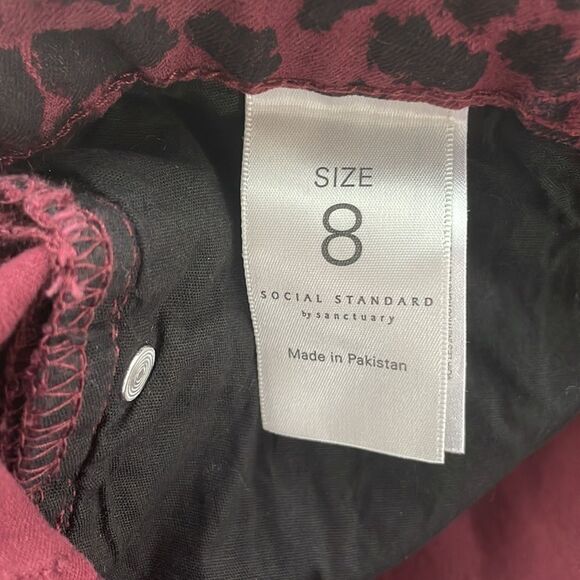 SIZE
8
SOCIAL STANDARD
by sanctuary
Made in Pakistan